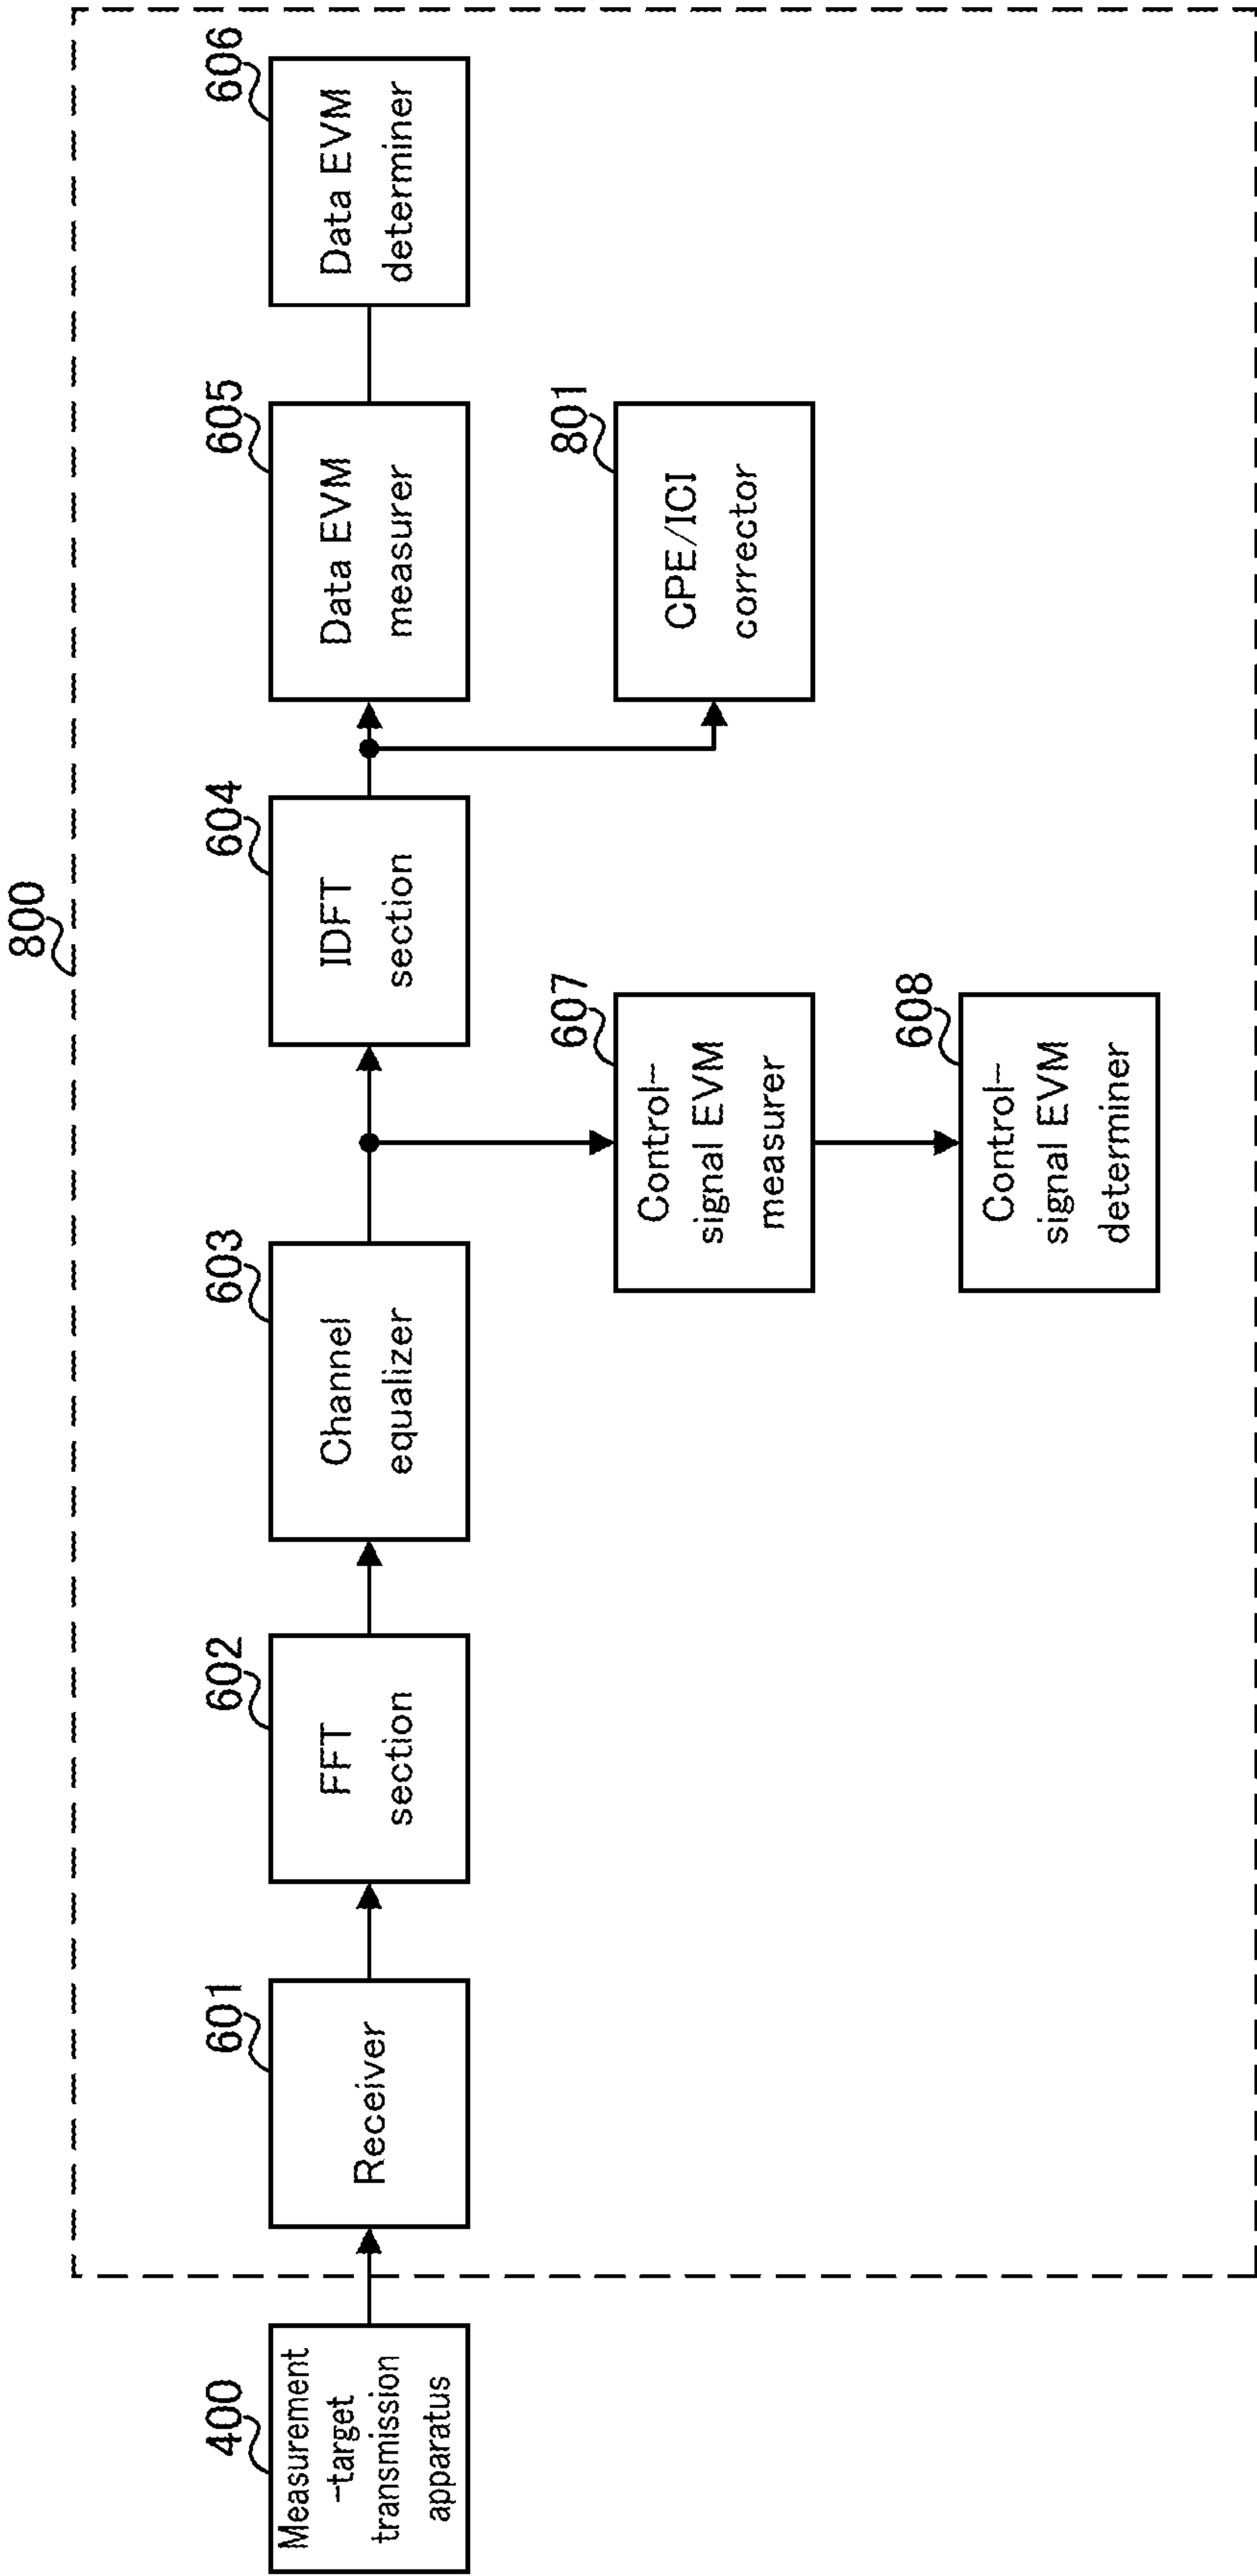 800
400
Measurement
-target
transmission
apparatus
601
Receiver
602
FFT
section
603
Channel
equalizer
604
IDFT
section
605
Data EVM
measurer
606
Data EVM
determiner
607
Control-
signal EVM
measurer
801
CPE/ICI
corrector
608
Control-
signal EVM
determiner